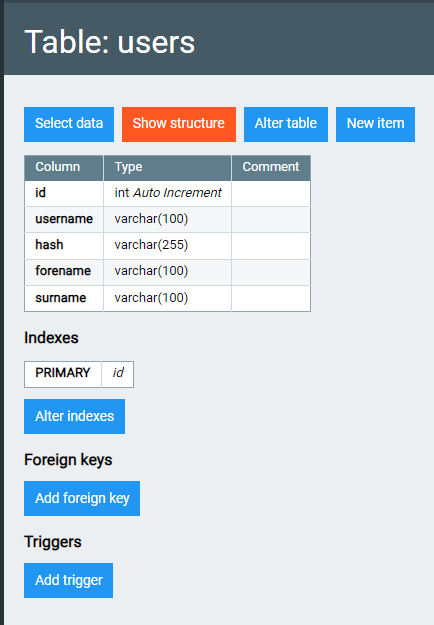 Table: users
Select data Show structure Alter table New item
Column Type Comment
id int Auto Increment
username varchar(100)
hash varchar(255)
forename varchar(100)
surname varchar(100)
Indexes
PRIMARY id
Alter indexes
Foreign keys
Add foreign key
Triggers
Add trigger